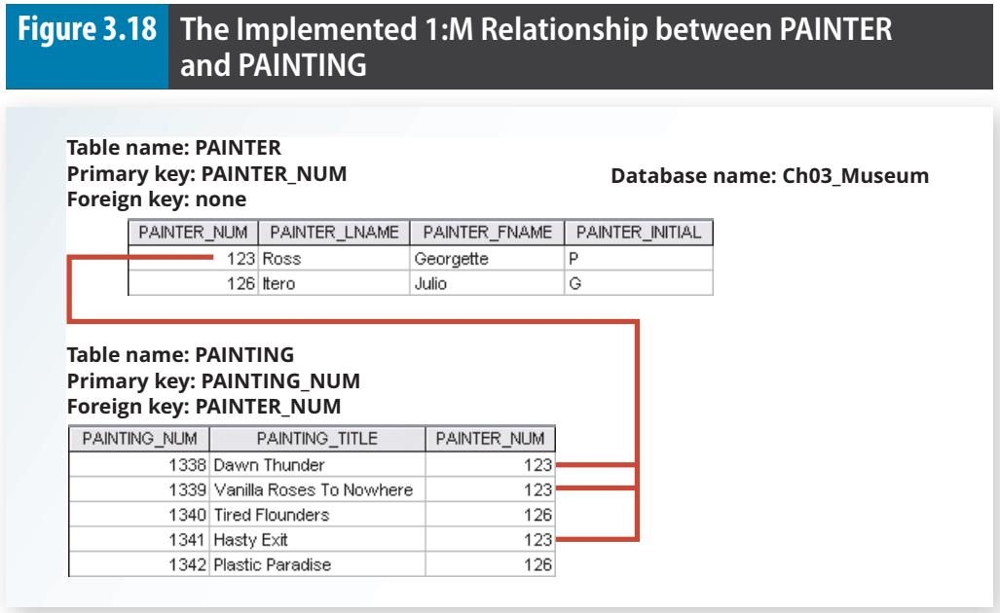 Figure 3.18 The Implemented 1:M Relationship between PAINTER
and PAINTING
Table name: PAINTER
Primary key: PAINTER_NUM
Foreign key: none
Database name: Ch03_Museum
PAINTER_NUM PAINTER_LNAME PAINTER_FNAME PAINTER_INITIAL
123 Ross Georgette P
126 Itero Julio G
Table name: PAINTING
Primary key: PAINTING_NUM
Foreign key: PAINTER_NUM
PAINTING_NUM PAINTING_TITLE PAINTER_NUM
1338 Dawn Thunder 123
1339 Vanilla Roses To Nowhere 123
1340 Tired Flounders 126
1341 Hasty Exit 123
1342 Plastic Paradise 126